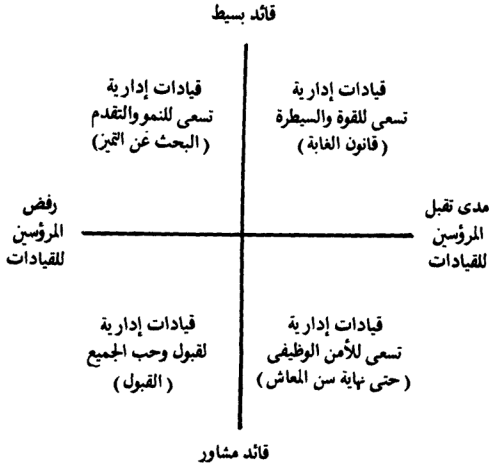 قائد بسيط
قيادات إدارية
تسعى للقوة والسيطرة
( قانون الغابة )
قيادات إدارية
تسعى للنمو والتقدم
( البحث عن التميز )
مدى تقبل
المرؤسين
للقيادات
رفض
المرؤسين
للقيادات
قيادات إدارية
تسعى للأمن الوظيفى
( حتى نهاية سن المعاش )
قيادات إدارية
لقبول وحب الجميع
( القبول )
قائد مشاور